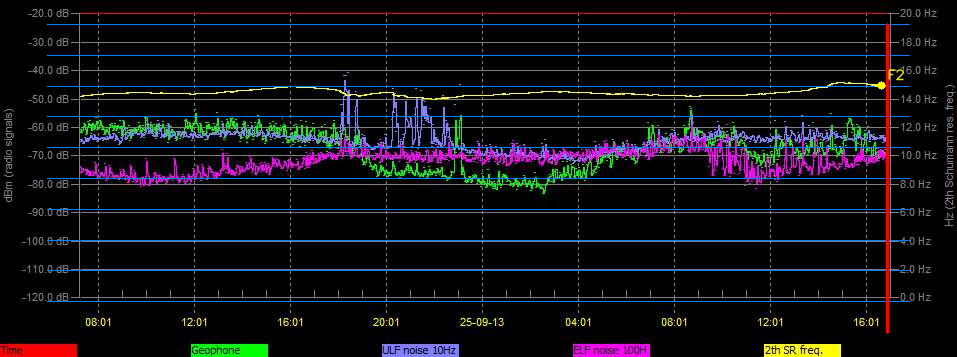 -20.0 dB
20.0 Hz
-30.0 dB
18.0 Hz
-40.0 dB
16.0 Hz
F2
-50.0 dB
14.0 Hz
-60.0 dB
12.0 Hz
-70.0 dB
10.0 Hz
-80.0 dB
8.0 Hz
-90.0 dB
6.0 Hz
-100.0 dB
4.0 Hz
-110.0 dB
2.0 Hz
-120.0 dB
0.0 Hz
dBm (radio signals)
Hz (2th Schumann res. freq.)
08:01 12:01 16:01 20:01 25-09-13 04:01 08:01 12:01 16:01
Time Geophone ULF noise 10Hz ELF noise 100H 2th SR freq.